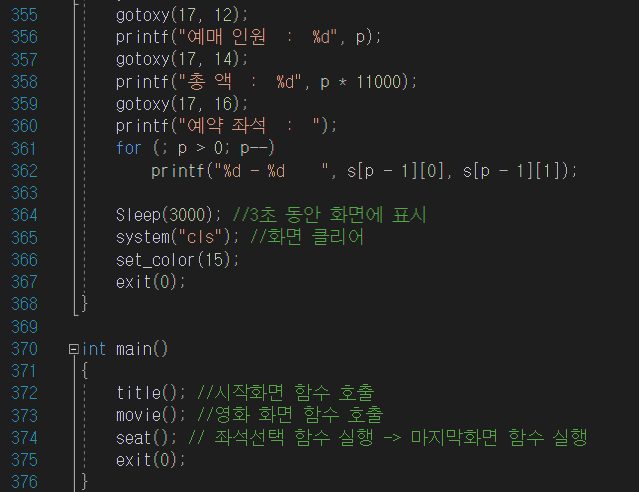 355 gotoxy(17, 12);
356 printf("예매 인원  :  %d", p);
357 gotoxy(17, 14);
358 printf("총 액  :  %d", p * 11000);
359 gotoxy(17, 16);
360 printf("예약 좌석  :  ");
361 for (; p > 0; p--)
362 printf("%d - %d    ", s[p - 1][0], s[p - 1][1]);
363
364 Sleep(3000); //3초 동안 화면에 표시
365 system("cls"); //화면 클리어
366 set_color(15);
367 exit(0);
368 }
369
370 int main()
371 {
372 title(); //시작화면 함수 호출
373 movie(); //영화 화면 함수 호출
374 seat(); // 좌석선택 함수 실행 -> 마지막화면 함수 실행
375 exit(0);
376 }